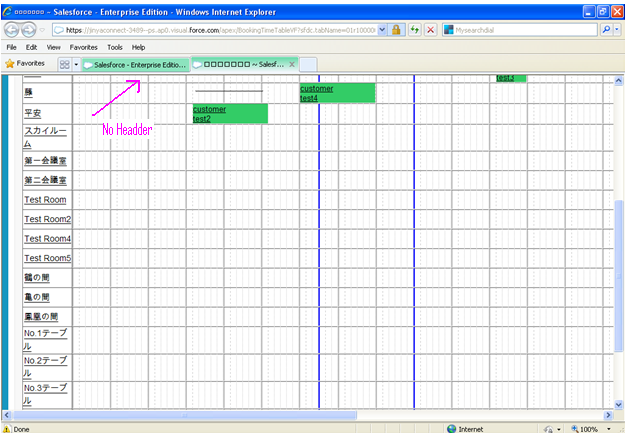 □□□□□□□ ~ Salesforce - Enterprise Edition - Windows Internet Explorer
Mysearchdial
File Edit View Favorites Tools Help
Favorites
Salesforce - Enterprise Editio...
□□□□□□□ ~ Salesf...
test3
藤
customer
test4
平安
customer
test2
No Headder
スカイルー
ム
第一会議室
第二会議室
Test Room
Test Room2
Test Room4
Test Room5
鶴の間
亀の間
鳳凰の間
No.1テーブ
ル
No.2テーブ
ル
No.3テーブ
ル
Done
Internet
100%